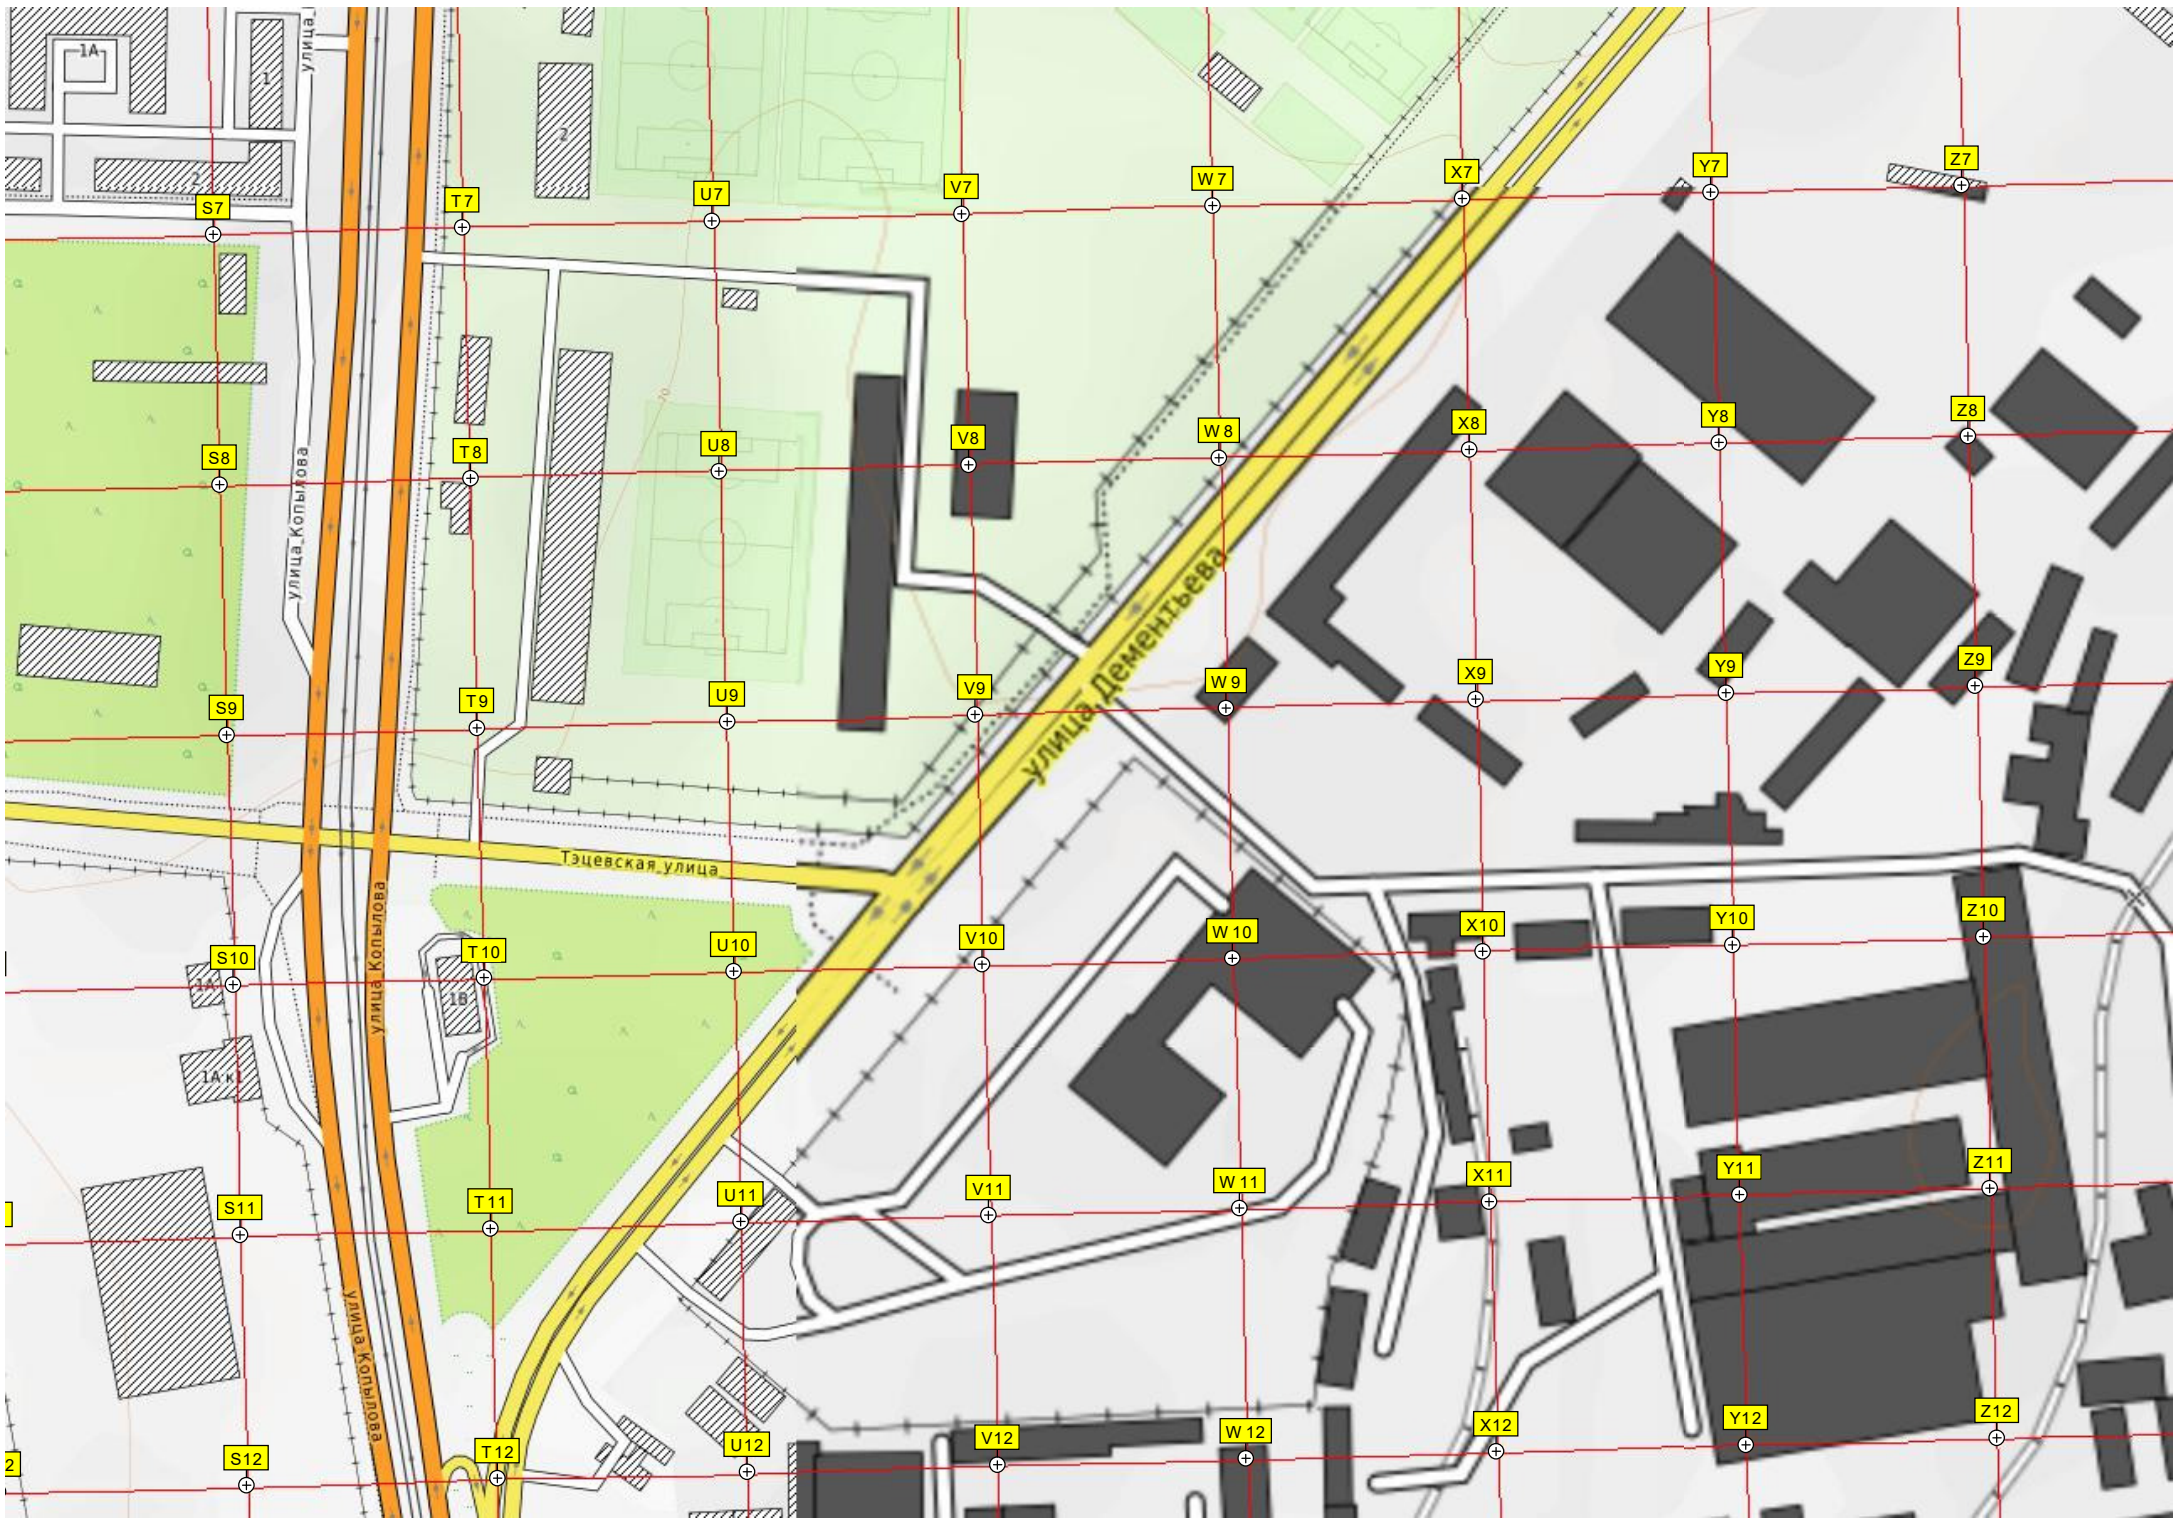 улица
1А
1
2
2
S7
T7
U7
V7
W7
X7
Y7
Z7
70
улица Копылова
S8
T8
U8
V8
W8
X8
Y8
Z8
улица Дементьева
S9
T9
U9
V9
W9
X9
Y9
Z9
Тэцевская улица
улица Копылова
S10
T10
U10
V10
W10
X10
Y10
Z10
1А
1В
1А к1
S11
T11
U11
V11
W11
X11
Y11
Z11
улица Копылова
2
S12
T12
U12
V12
W12
X12
Y12
Z12